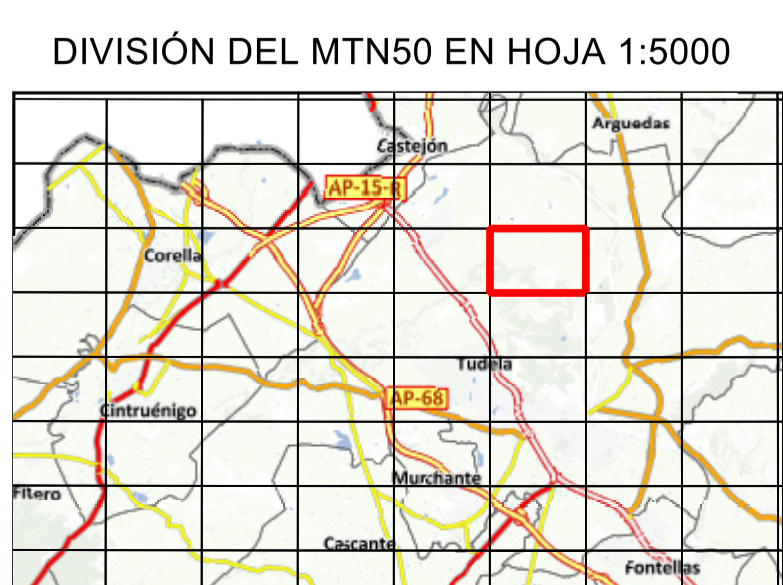 DIVISIÓN DEL MTN50 EN HOJA 1:5000
Arguedas
Castejón
AP-15-R
Corella
Tudela
AP-68
Cintruénigo
Murchante
Fitero
Cascante
Fontellas